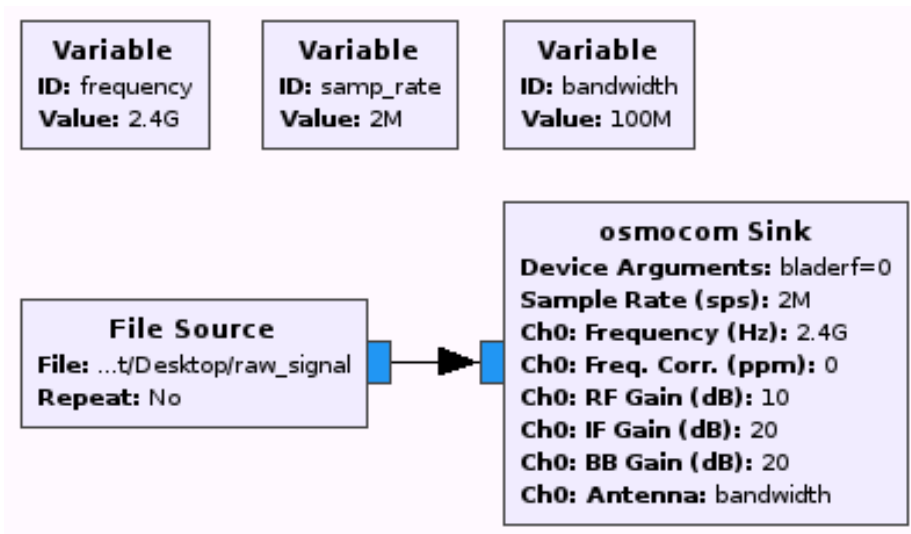 Variable
ID: frequency
Value: 2.4G
Variable
ID: samp_rate
Value: 2M
Variable
ID: bandwidth
Value: 100M
File Source
File: ...t/Desktop/raw_signal
Repeat: No
osmocom Sink
Device Arguments: bladerf=0
Sample Rate (sps): 2M
Ch0: Frequency (Hz): 2.4G
Ch0: Freq. Corr. (ppm): 0
Ch0: RF Gain (dB): 10
Ch0: IF Gain (dB): 20
Ch0: BB Gain (dB): 20
Ch0: Antenna: bandwidth